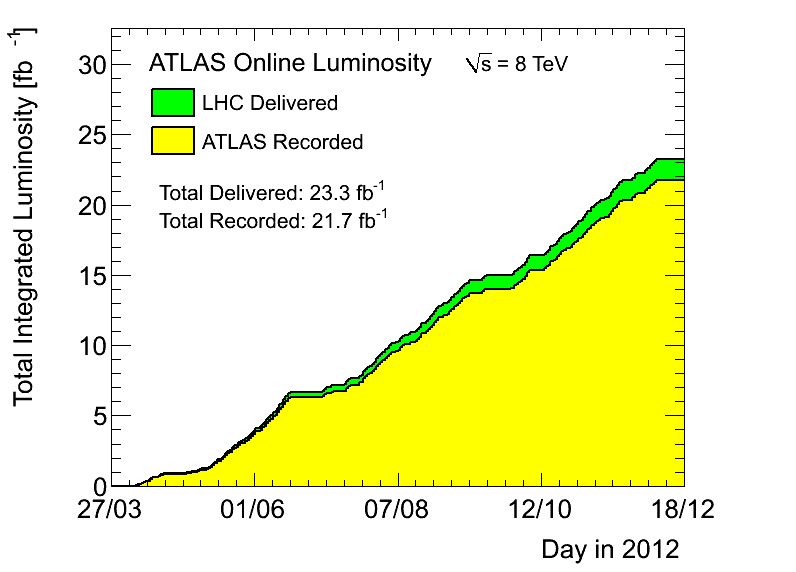 Total Integrated Luminosity [fb⁻¹]
30
25
20
15
10
5
0
ATLAS Online Luminosity √s = 8 TeV
LHC Delivered
ATLAS Recorded
Total Delivered: 23.3 fb⁻¹
Total Recorded: 21.7 fb⁻¹
27/03 01/06 07/08 12/10 18/12
Day in 2012